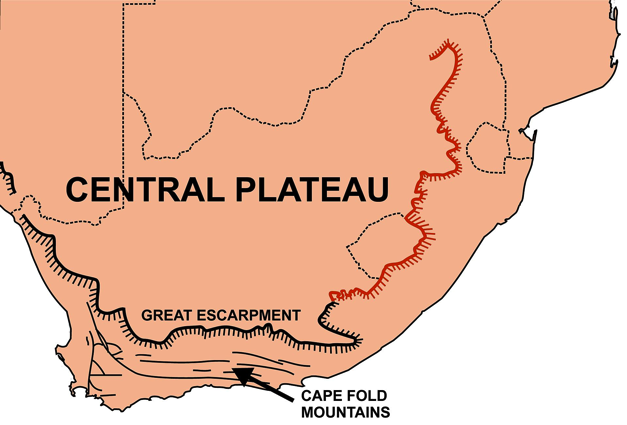 CENTRAL PLATEAU
GREAT ESCARPMENT
CAPE FOLD
MOUNTAINS